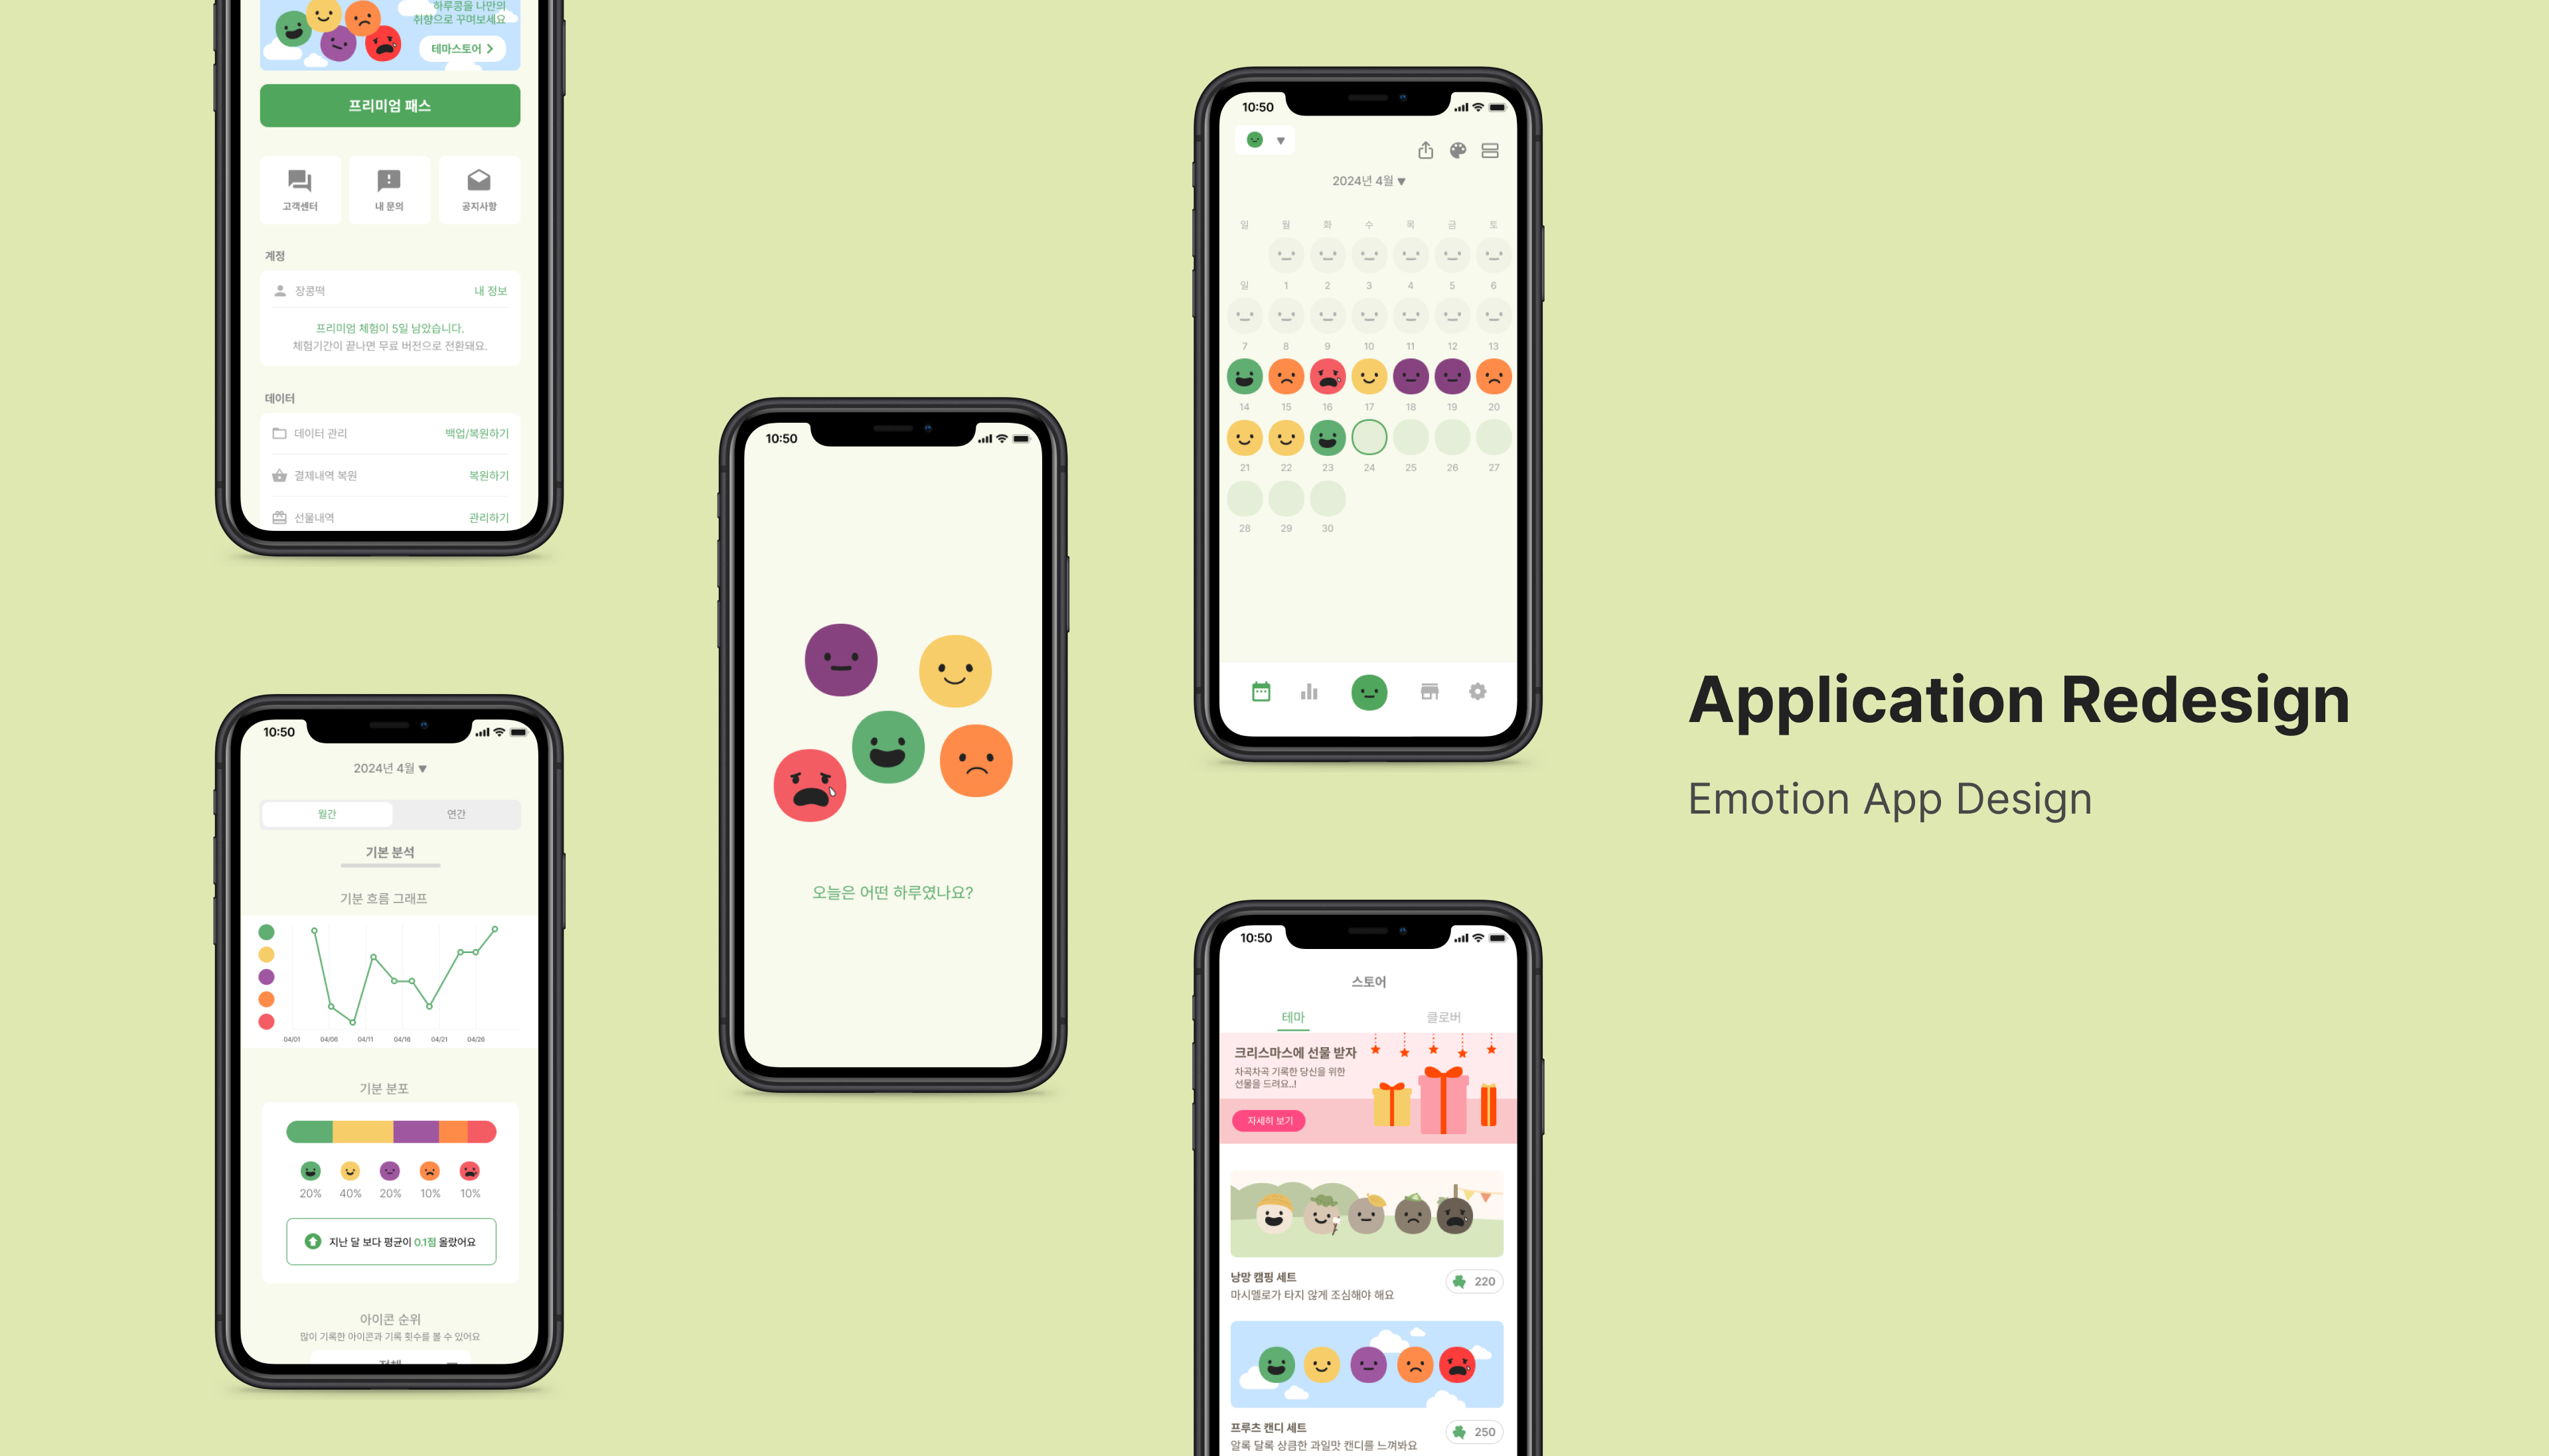 하루콩을 나만의
취향으로 꾸며보세요
테마스토어
프리미엄 패스
고객센터
내 문의
공지사항
계정
장콩떡
내 정보
프리미엄 체험이 5일 남았습니다.
체험기간이 끝나면 무료 버전으로 전환돼요.
데이터
데이터 관리
백업/복원하기
결제내역 복원
복원하기
선물내역
관리하기
10:50
2024년 4월 ▼
월간
연간
기본 분석
기분 흐름 그래프
04/01 04/06 04/11 04/16 04/21 04/26
기분 분포
20% 40% 20% 10% 10%
지난 달 보다 평균이 0.1점 올랐어요
아이콘 순위
많이 기록한 아이콘과 기록 횟수를 볼 수 있어요
전체
10:50
오늘은 어떤 하루였나요?
10:50
2024년 4월 ▼
일 월 화 수 목 금 토
일 1 2 3 4 5 6
7 8 9 10 11 12 13
14 15 16 17 18 19 20
21 22 23 24 25 26 27
28 29 30
10:50
스토어
테마
클로버
크리스마스에 선물 받자
차곡차곡 기록한 당신을 위한
선물을 드려요..!
자세히 보기
낭망 캠핑 세트
220
마시멜로가 타지 않게 조심해야 해요
프루츠 캔디 세트
250
알록 달록 상큼한 과일맛 캔디를 느껴봐요
Application Redesign
Emotion App Design